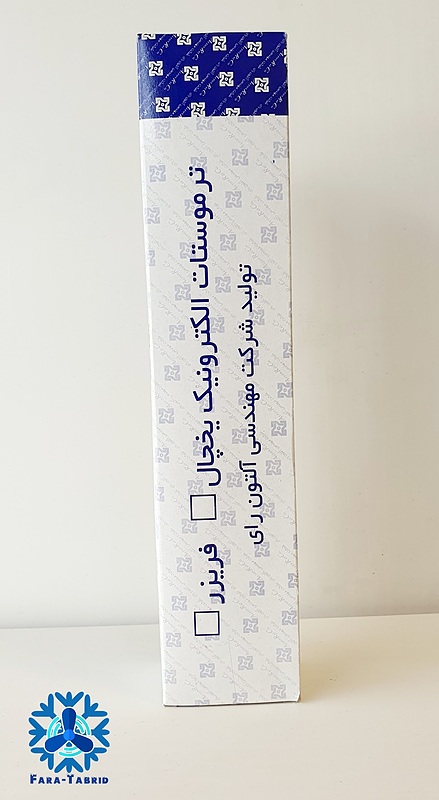 ترموستات الکترونیک یخچال □ فریزر □
تولید شرکت مهندسی آلتون رای
FARA-TABRID